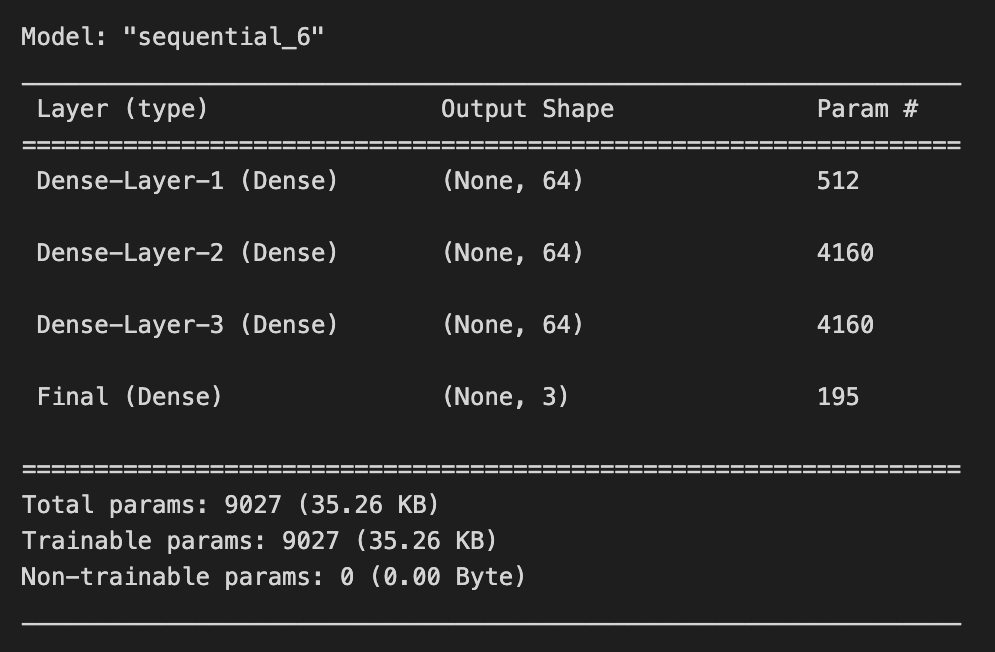 Model: "sequential_6"
_________________________________________________________________
Layer (type) Output Shape Param #
=================================================================
Dense-Layer-1 (Dense) (None, 64) 512
Dense-Layer-2 (Dense) (None, 64) 4160
Dense-Layer-3 (Dense) (None, 64) 4160
Final (Dense) (None, 3) 195
=================================================================
Total params: 9027 (35.26 KB)
Trainable params: 9027 (35.26 KB)
Non-trainable params: 0 (0.00 Byte)
_________________________________________________________________